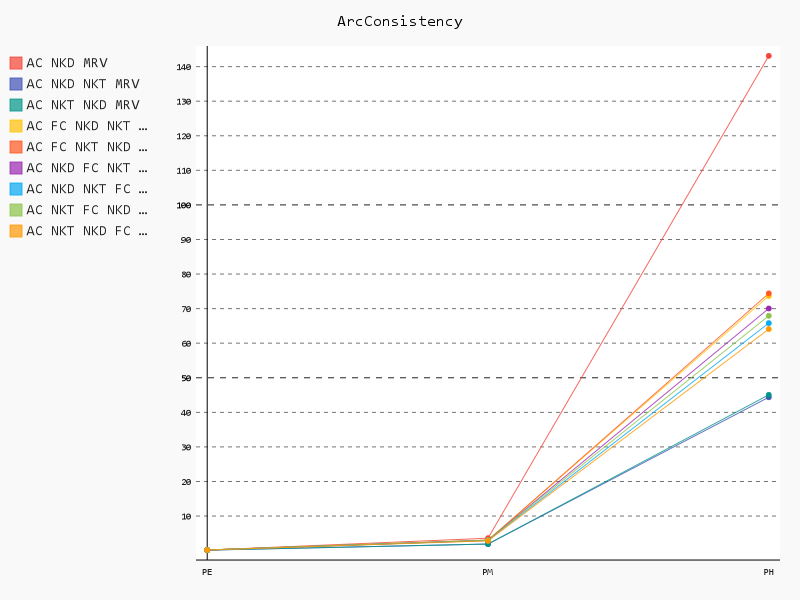 ArcConsistency
AC NKD MRV
AC NKD NKT MRV
AC NKT NKD MRV
AC FC NKD NKT …
AC FC NKT NKD …
AC NKD FC NKT …
AC NKD NKT FC …
AC NKT FC NKD …
AC NKT NKD FC …
140
130
120
110
100
90
80
70
60
50
40
30
20
10
PE PM PH